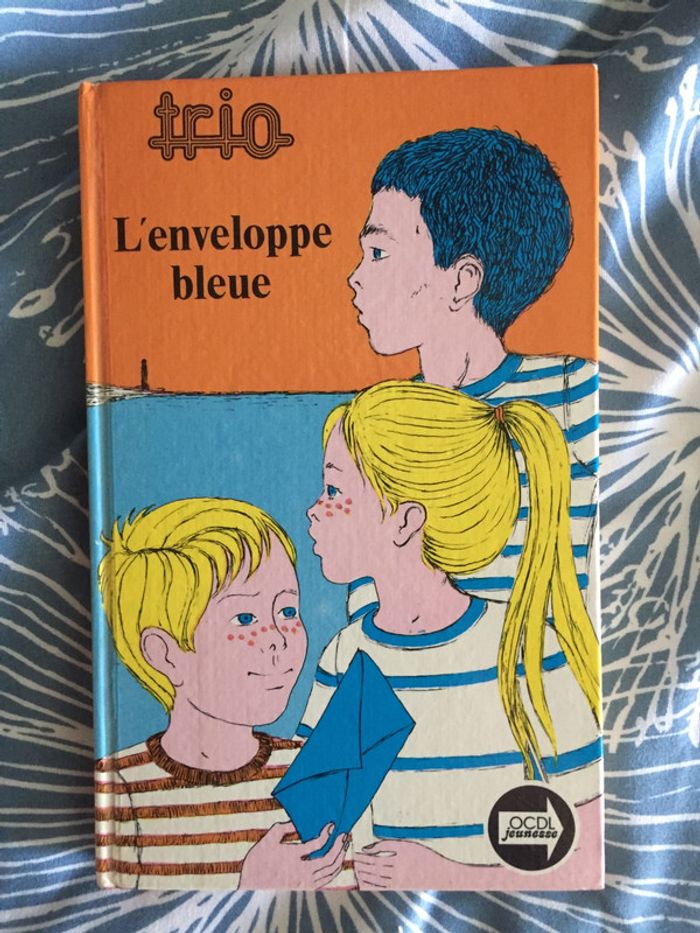 trio
L'enveloppe
bleue
OCDL
jeunesse